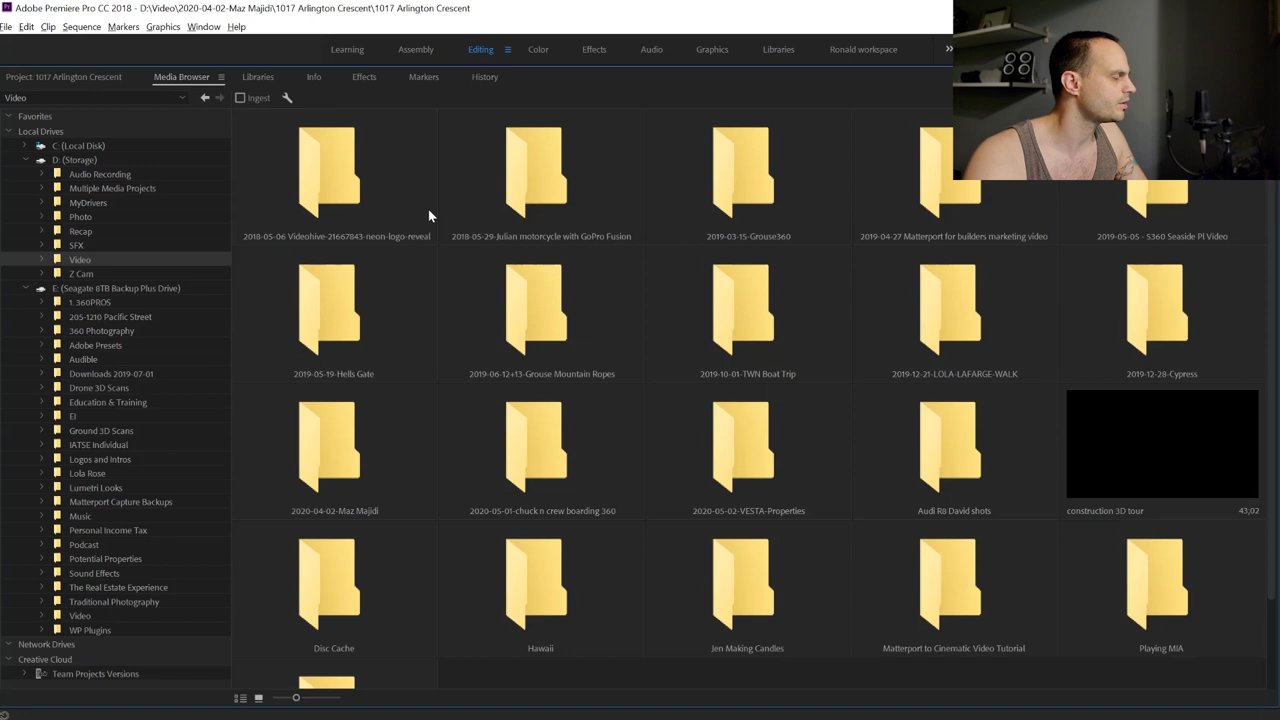 Adobe Premiere Pro CC 2018 - D:\Video\2020-04-02-Maz Majidi\1017 Arlington Crescent\1017 Arlington Crescent
File Edit Clip Sequence Markers Graphics Window Help
Learning Assembly Editing Color Effects Audio Graphics Libraries Ronald workspace
Project: 1017 Arlington Crescent Media Browser Libraries Info Effects Markers History
Video Ingest
Favorites
Local Drives
C: (Local Disk)
D: (Storage)
Audio Recording
Multiple Media Projects
MyDrivers
Photo
Recap
SFX
Video
Z Cam
E: (Seagate 8TB Backup Plus Drive)
1. 360PROS
205-1210 Pacific Street
360 Photography
Adobe Presets
Audible
Downloads 2019-07-01
Drone 3D Scans
Education & Training
EI
Ground 3D Scans
IATSE Individual
Logos and Intros
Lola Rose
Lumetri Looks
Matterport Capture Backups
Music
Personal Income Tax
Podcast
Potential Properties
Sound Effects
The Real Estate Experience
Traditional Photography
Video
WP Plugins
Network Drives
Creative Cloud
Team Projects Versions
2018-05-06 Videohive-21667843-neon-logo-reveal 2018-05-29-Julian motorcycle with GoPro Fusion 2019-03-15-Grouse360 2019-04-27 Matterport for builders marketing video 2019-05-05 - S360 Seaside Pl Video
2019-05-19-Hells Gate 2019-06-12+13-Grouse Mountain Ropes 2019-10-01-TWN Boat Trip 2019-12-21-LOLA-LAFARGE-WALK 2019-12-28-Cypress
2020-04-02-Maz Majidi 2020-05-01-chuck n crew boarding 360 2020-05-02-VESTA-Properties Audi R8 David shots construction 3D tour 43;02
Disc Cache Hawaii Jen Making Candles Matterport to Cinematic Video Tutorial Playing MIA